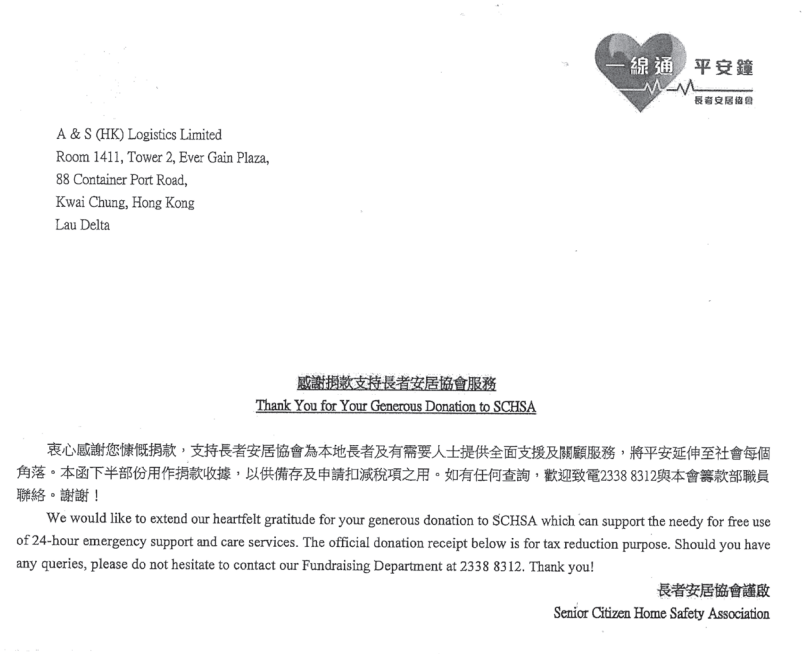 一線通 平安鐘
長者安居協會
A & S (HK) Logistics Limited
Room 1411, Tower 2, Ever Gain Plaza,
88 Container Port Road,
Kwai Chung, Hong Kong
Lau Delta
感謝捐款支持長者安居協會服務
Thank You for Your Generous Donation to SCHSA
衷心感謝您慷慨捐款，支持長者安居協會為本地長者及有需要人士提供全面支援及關顧服務，將平安延伸至社會每個
角落。本函下半部份用作捐款收據，以供備存及申請扣減稅項之用。如有任何查詢，歡迎致電2338 8312與本會籌款部職員
聯絡。謝謝！
We would like to extend our heartfelt gratitude for your generous donation to SCHSA which can support the needy for free use
of 24-hour emergency support and care services. The official donation receipt below is for tax reduction purpose. Should you have
any queries, please do not hesitate to contact our Fundraising Department at 2338 8312. Thank you!
長者安居協會謹啟
Senior Citizen Home Safety Association